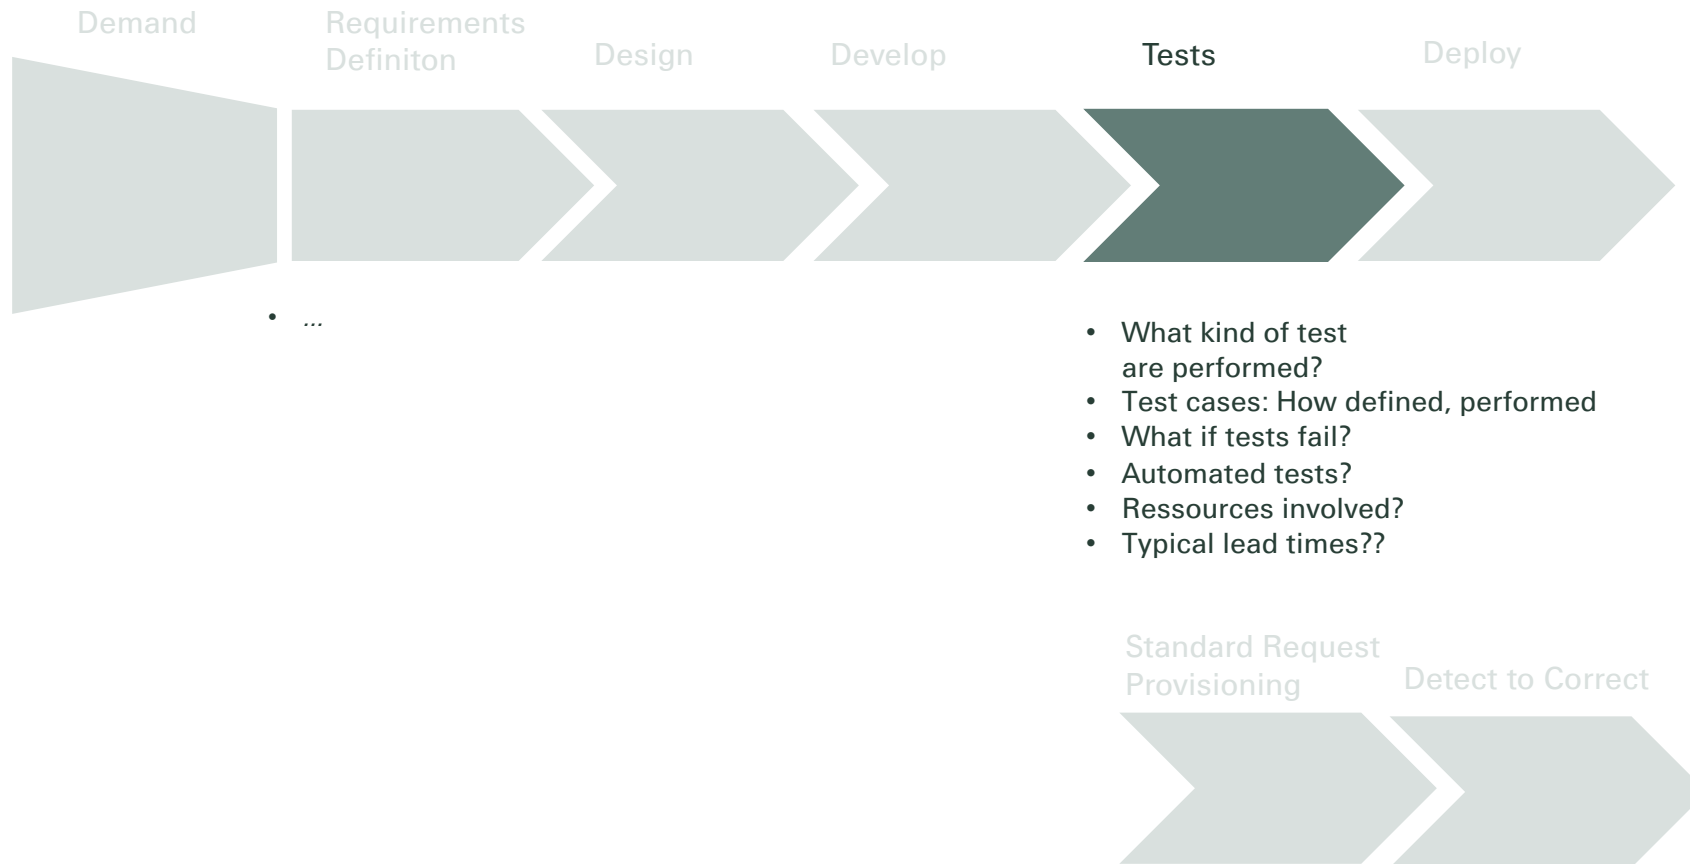 Demand
Requirements
Definiton
Design
Develop
Tests
Deploy
• ...
• What kind of test
are performed?
• Test cases: How defined, performed
• What if tests fail?
• Automated tests?
• Ressources involved?
• Typical lead times??
Standard Request
Provisioning
Detect to Correct